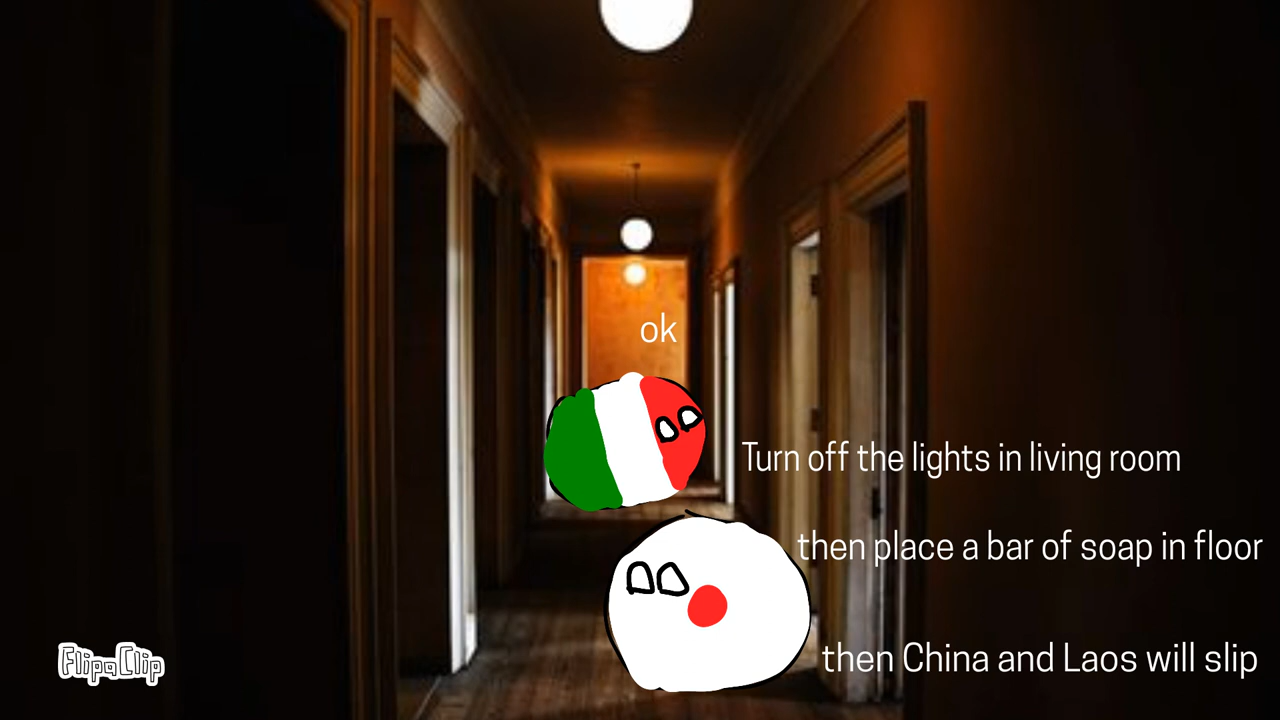 ok
Turn off the lights in living room
then place a bar of soap in floor
then China and Laos will slip
FlipaClip